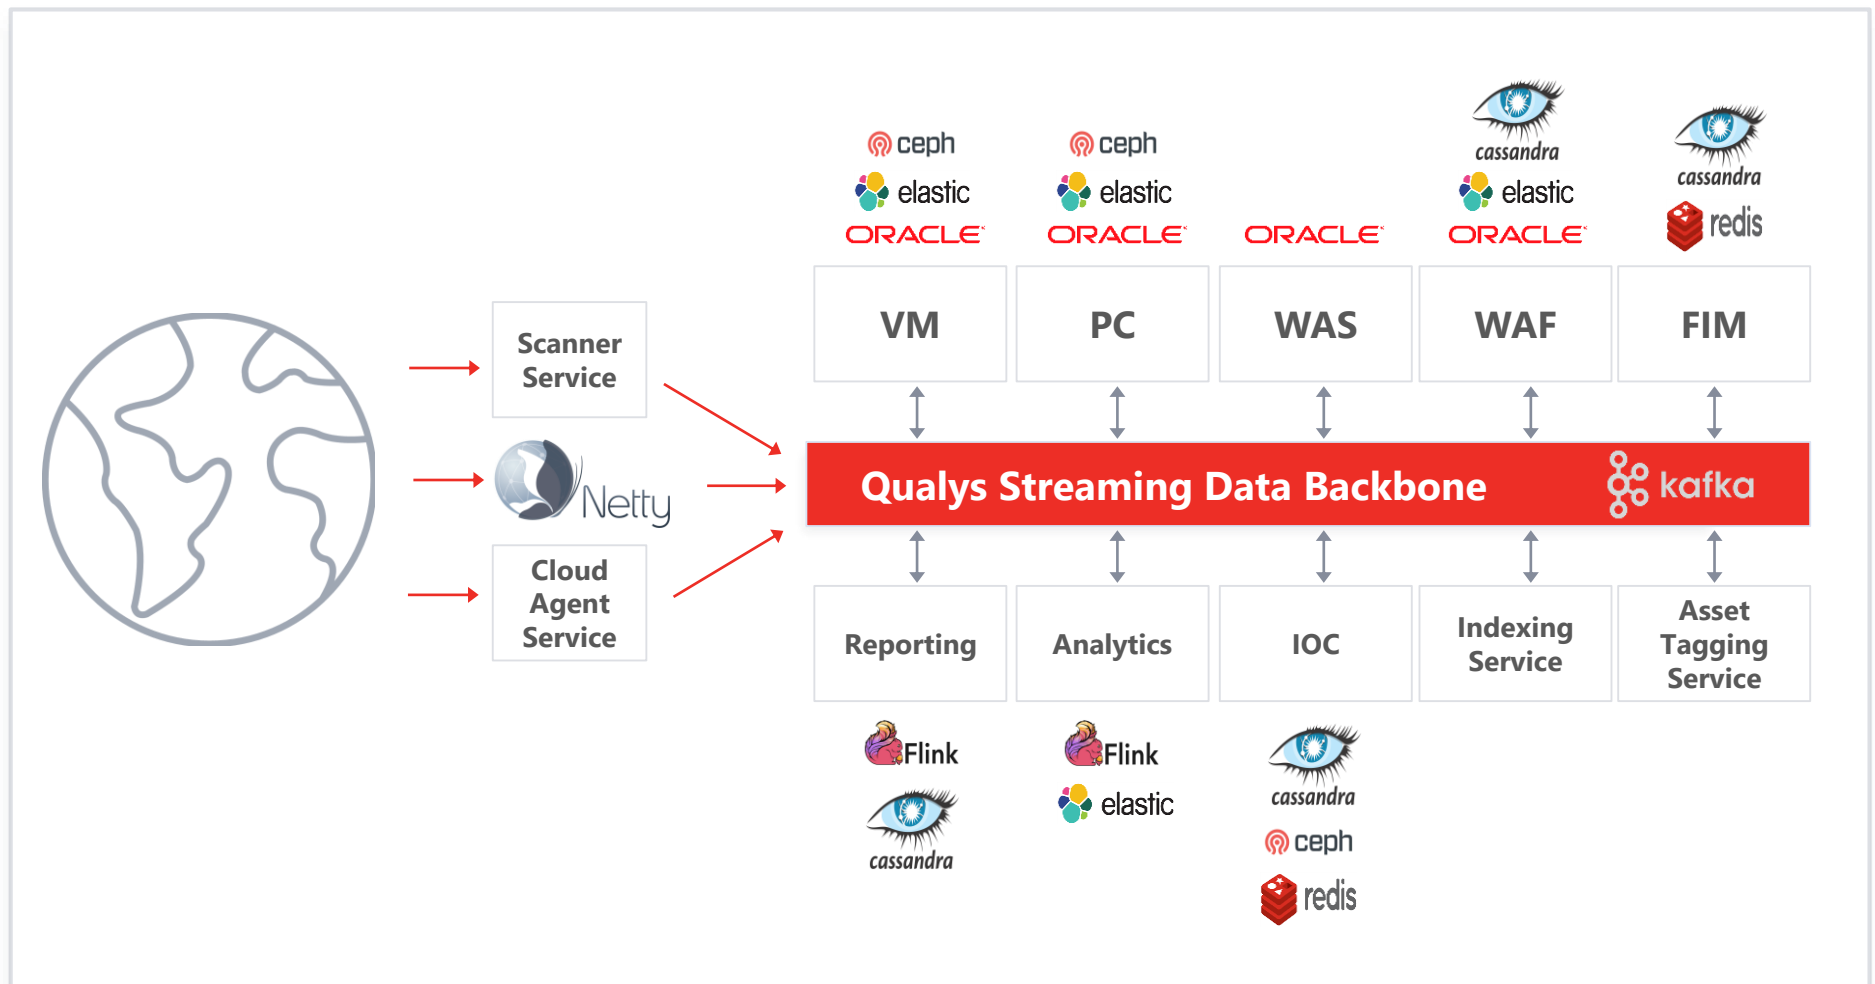 ceph
elastic
ORACLE
ceph
elastic
ORACLE
ORACLE
cassandra
elastic
ORACLE
cassandra
redis
VM
PC
WAS
WAF
FIM
Scanner
Service
Netty
Cloud
Agent
Service
Qualys Streaming Data Backbone
kafka
Reporting
Analytics
IOC
Indexing
Service
Asset
Tagging
Service
Flink
cassandra
Flink
elastic
cassandra
ceph
redis